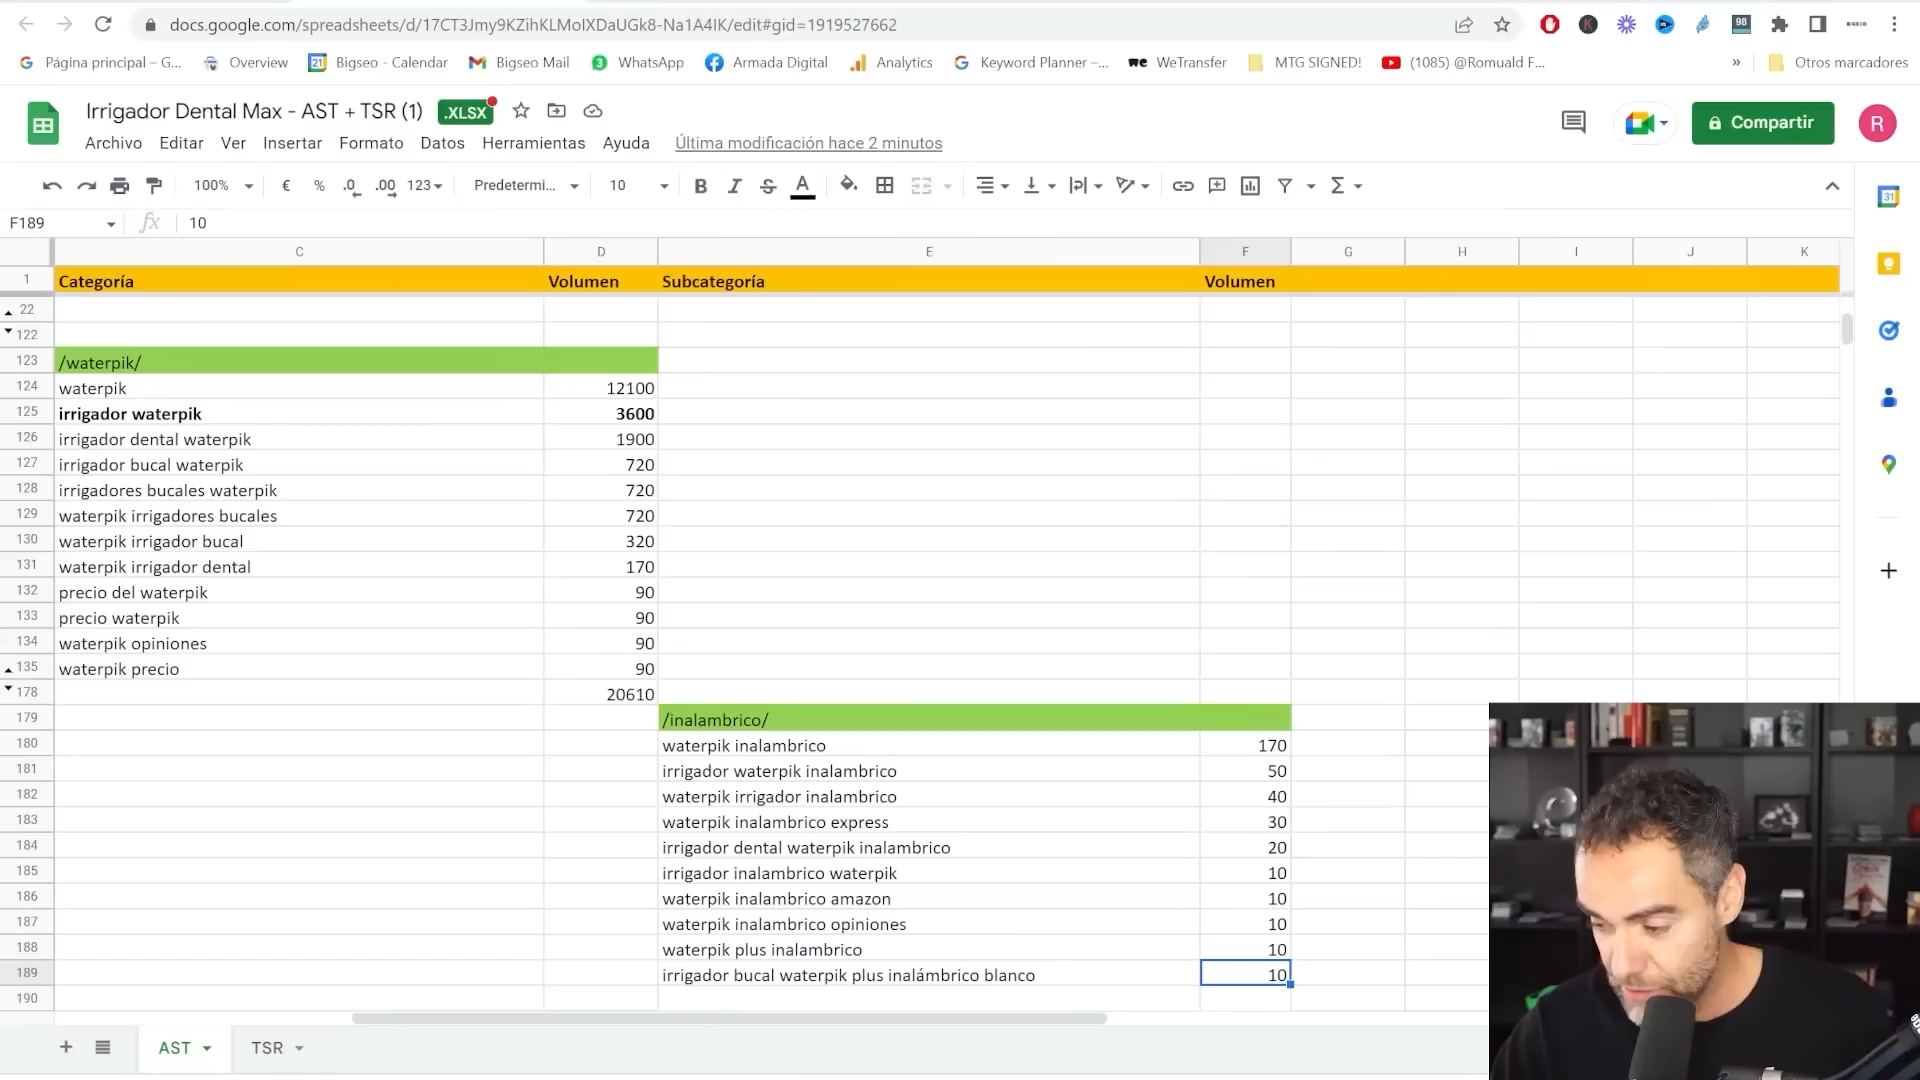 docs.google.com/spreadsheets/d/17CT3Jmy9KZihKLMolXDaUGk8-Na1A4IK/edit#gid=1919527662
98
Página principal – G...
Overview
Bigseo - Calendar
Bigseo Mail
WhatsApp
Armada Digital
Analytics
Keyword Planner –...
WeTransfer
MTG SIGNED!
(1085) @Romuald F...
»
Otros marcadores
Irrigador Dental Max - AST + TSR (1)
.XLSX
Archivo Editar Ver Insertar Formato Datos Herramientas Ayuda Última modificación hace 2 minutos
Compartir
R
100% € % .0 .00 123 Predetermi... 10 B I S A Σ
F189 fx 10
C D E F G H I J K
1 Categoría Volumen Subcategoría Volumen
22
122
123 /waterpik/
124 waterpik 12100
125 irrigador waterpik 3600
126 irrigador dental waterpik 1900
127 irrigador bucal waterpik 720
128 irrigadores bucales waterpik 720
129 waterpik irrigadores bucales 720
130 waterpik irrigador bucal 320
131 waterpik irrigador dental 170
132 precio del waterpik 90
133 precio waterpik 90
134 waterpik opiniones 90
135 waterpik precio 90
178 20610
179 /inalambrico/
180 waterpik inalambrico 170
181 irrigador waterpik inalambrico 50
182 waterpik irrigador inalambrico 40
183 waterpik inalambrico express 30
184 irrigador dental waterpik inalambrico 20
185 irrigador inalambrico waterpik 10
186 waterpik inalambrico amazon 10
187 waterpik inalambrico opiniones 10
188 waterpik plus inalambrico 10
189 irrigador bucal waterpik plus inalámbrico blanco 10
190
AST TSR